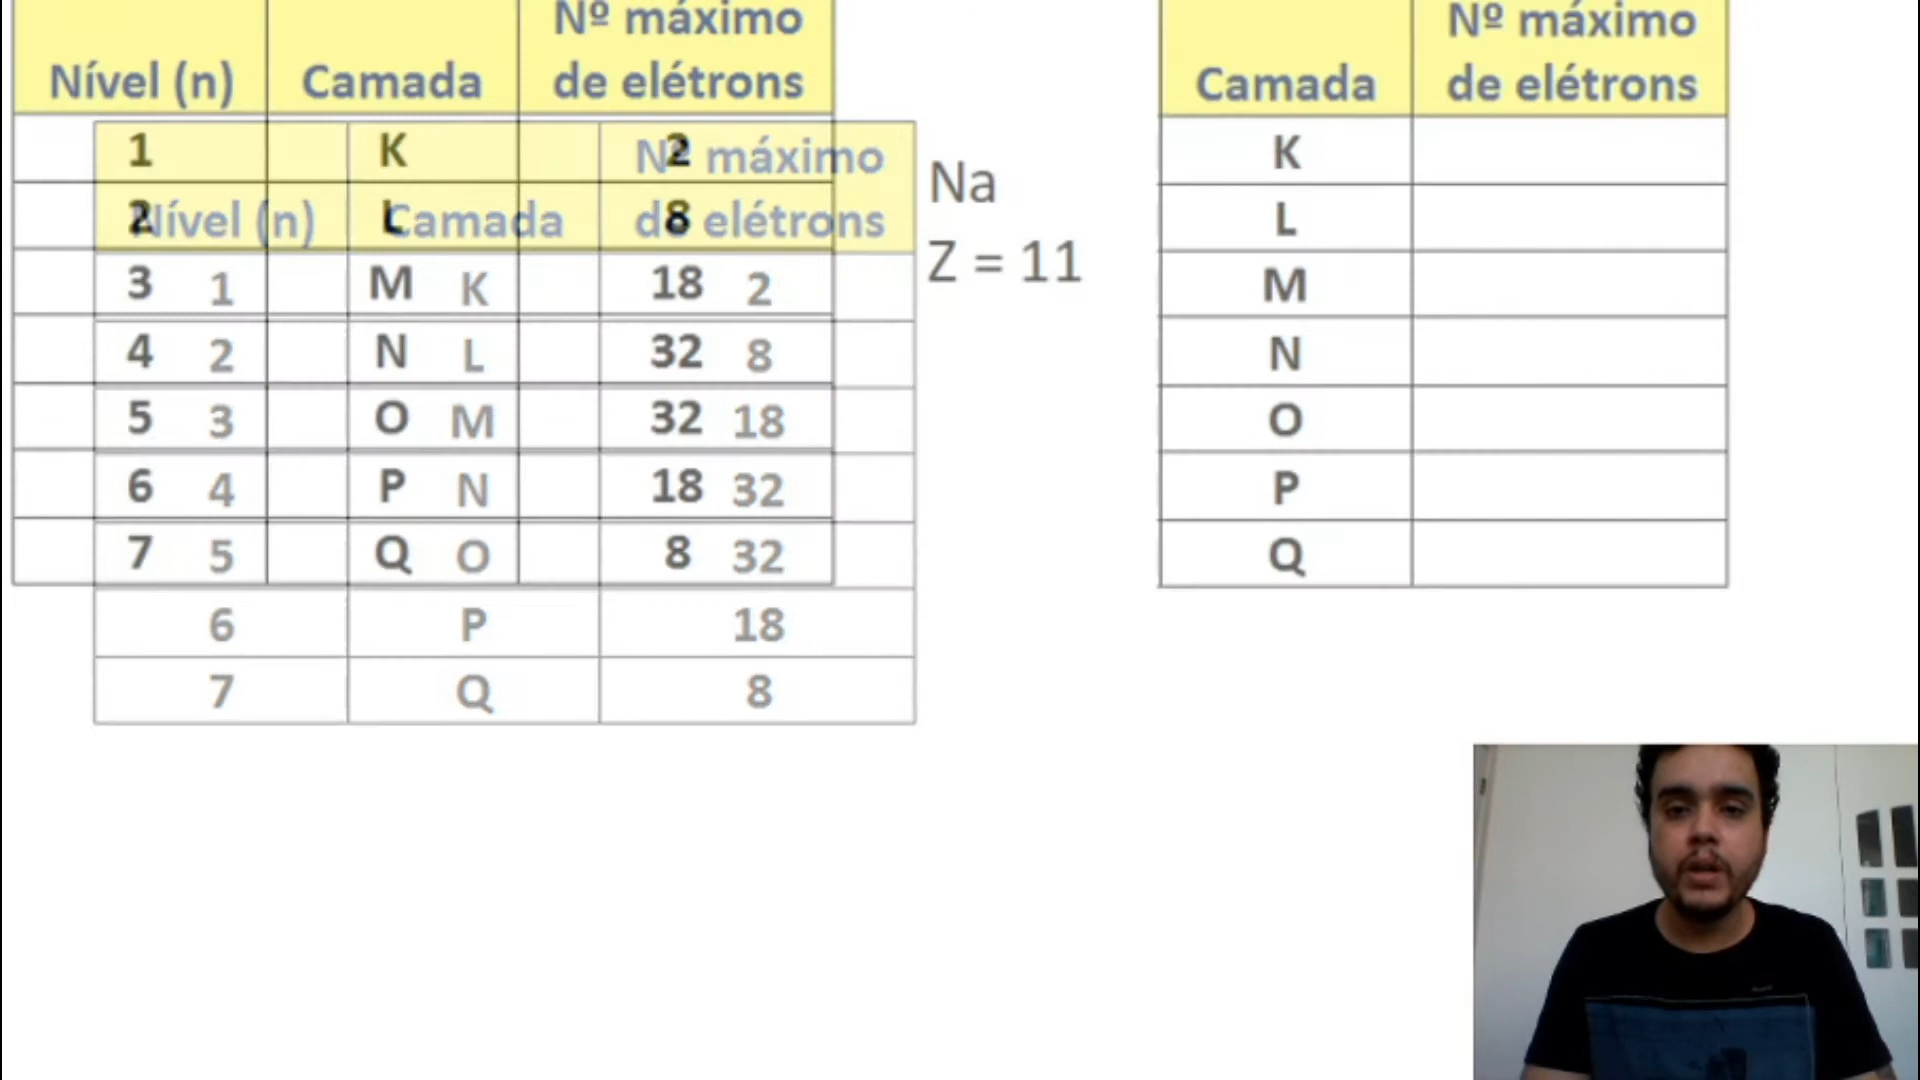 Nº máximo
Nível (n) Camada de elétrons
1 K 2
2 L 8
3 M 18
4 N 32
5 O 32
6 P 18
7 Q 8
Nº máximo
Nível (n) Camada de elétrons
1 K 2
2 L 8
3 M 18
4 N 32
5 O 32
6 P 18
7 Q 8
Na
Z = 11
Nº máximo
Camada de elétrons
K
L
M
N
O
P
Q